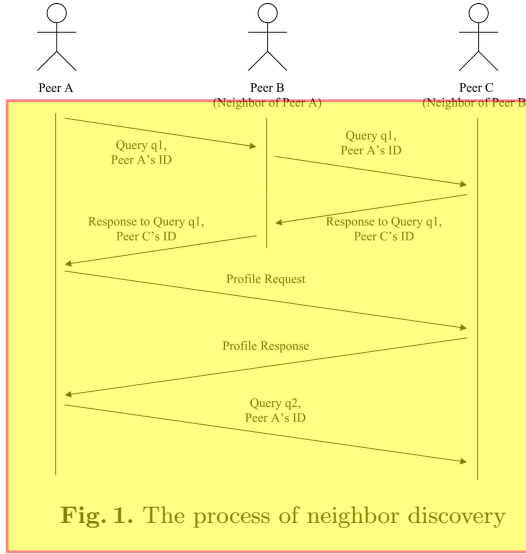 Peer A
Peer B
(Neighbor of Peer A)
Peer C
(Neighbor of Peer B
Query q1,
Peer A's ID
Query q1,
Peer A's ID
Response to Query q1,
Peer C's ID
Response to Query q1,
Peer C's ID
Profile Request
Profile Response
Query q2,
Peer A's ID
Fig. 1. The process of neighbor discovery